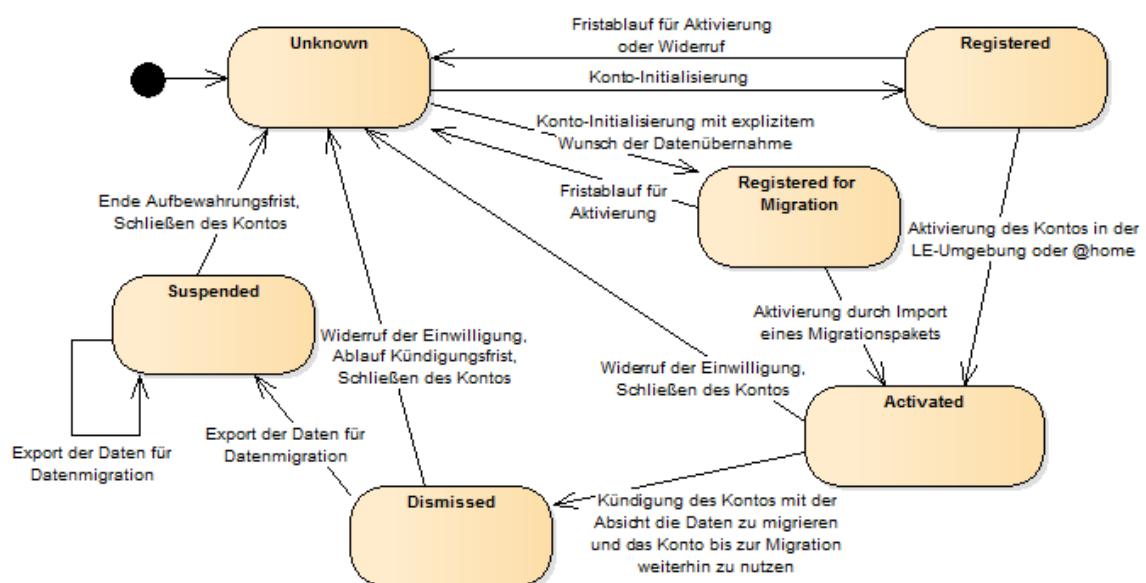 Unknown
Fristablauf für Aktivierung
oder Widerruf
Registered
Konto-Initialisierung
Konto-Initialisierung mit explizitem
Wunsch der Datenübernahme
Fristablauf für
Aktivierung
Registered for
Migration
Ende Aufbewahrungsfrist,
Schließen des Kontos
Aktivierung des Kontos in der
LE-Umgebung oder @home
Suspended
Aktivierung durch Import
eines Migrationspakets
Widerruf der Einwilligung,
Ablauf Kündigungsfrist,
Schließen des Kontos
Widerruf der Einwilligung,
Schließen des Kontos
Activated
Export der Daten für
Datenmigration
Export der Daten für
Datenmigration
Dismissed
Kündigung des Kontos mit der
Absicht die Daten zu migrieren
und das Konto bis zur Migration
weiterhin zu nutzen